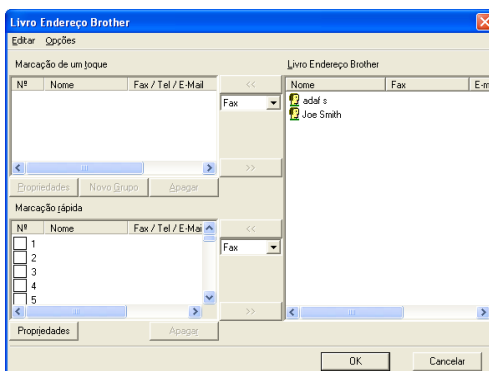 Livro Endereço Brother
Editar Opções
Marcação de um toque
Nº Nome Fax / Tel / E-Mail
Propriedades Novo Grupo Apagar
<<
Fax
>>
Marcação rápida
Nº Nome Fax / Tel / E-Mai
1
2
3
4
5
Propriedades Apagar
<<
Fax
>>
Livro Endereço Brother
Nome Fax E-m
adaf s
Joe Smith
OK Cancelar